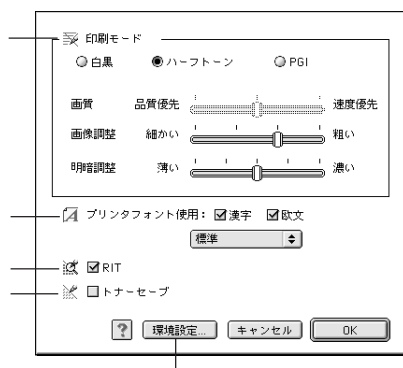 印刷モード
白黒 ハーフトーン PGI
画質 品質優先 速度優先
画像調整 細かい 粗い
明暗調整 薄い 濃い
プリンタフォント使用： 漢字 欧文
標準
RIT
トナーセーブ
? 環境設定... キャンセル OK